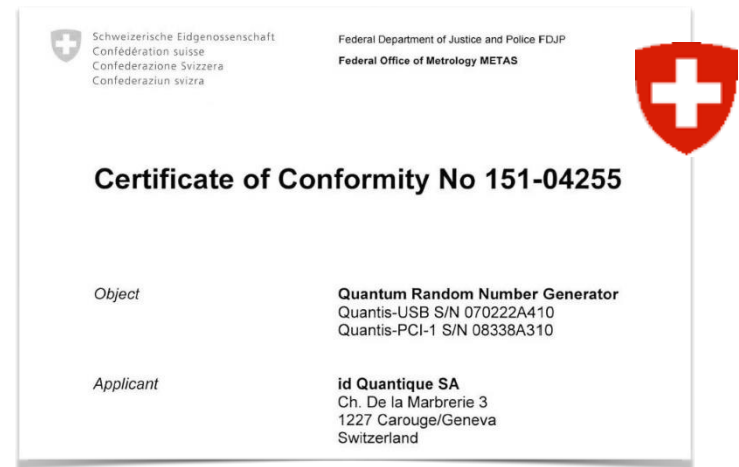 Schweizerische Eidgenossenschaft
Confédération suisse
Confederazione Svizzera
Confederaziun svizra
Federal Department of Justice and Police FDJP
Federal Office of Metrology METAS
Certificate of Conformity No 151-04255
Object
Quantum Random Number Generator
Quantis-USB S/N 070222A410
Quantis-PCI-1 S/N 08338A310
Applicant
id Quantique SA
Ch. De la Marbrerie 3
1227 Carouge/Geneva
Switzerland